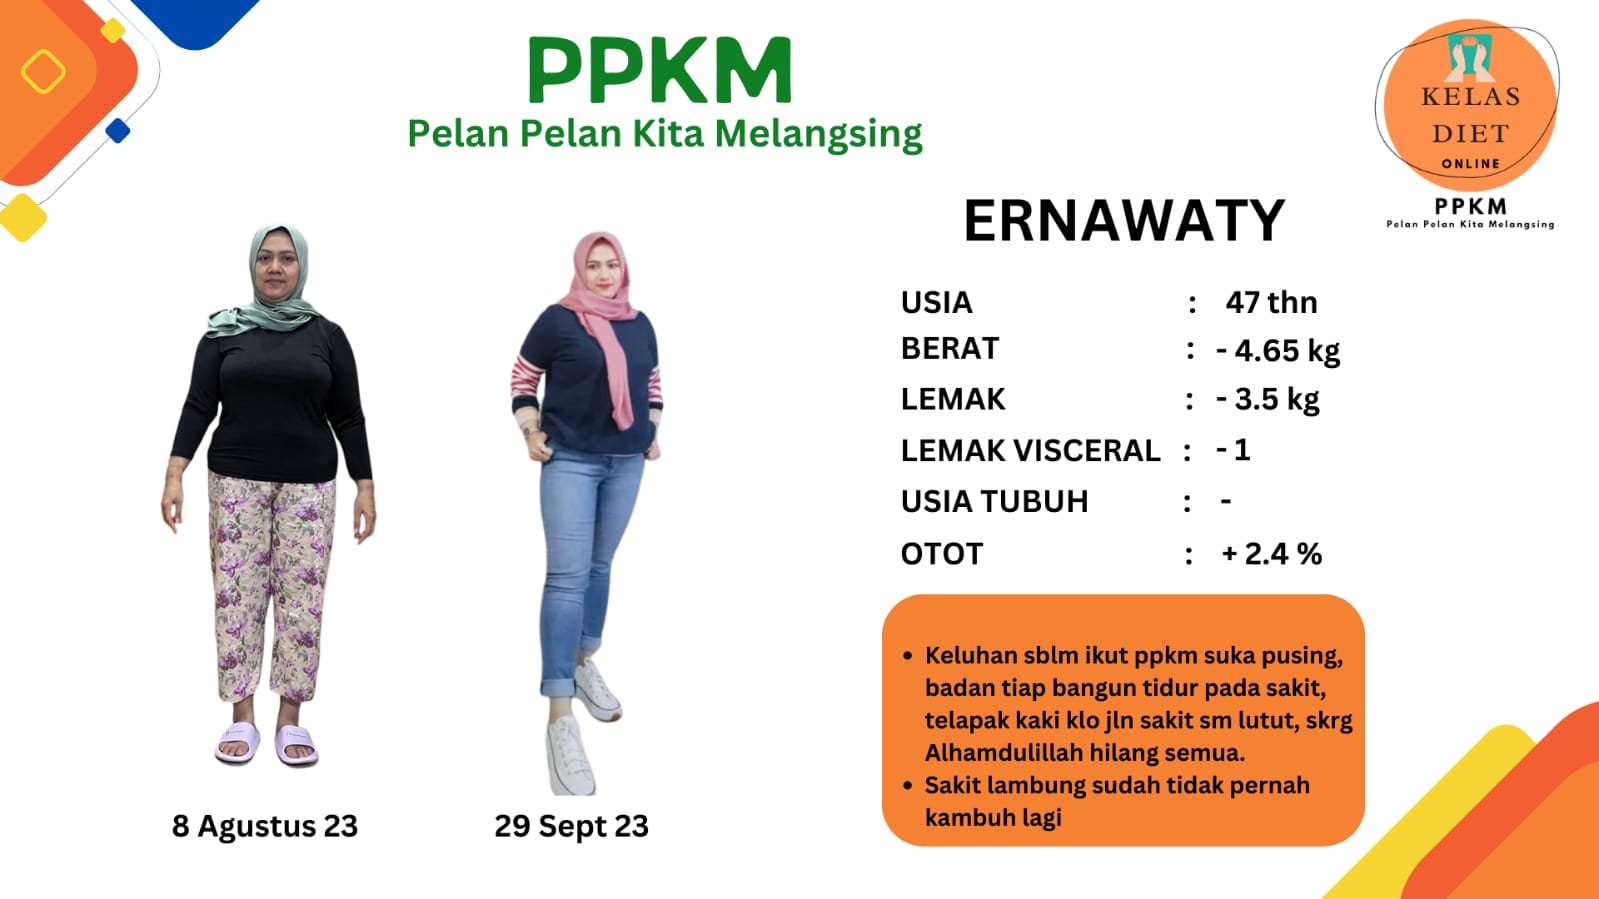 PPKM
Pelan Pelan Kita Melangsing
KELAS
DIET
ONLINE
PPKM
Pelan Pelan Kita Melangsing
ERNAWATY
USIA : 47 thn
BERAT : - 4.65 kg
LEMAK : - 3.5 kg
LEMAK VISCERAL : - 1
USIA TUBUH : -
OTOT : + 2.4 %
• Keluhan sblm ikut ppkm suka pusing,
badan tiap bangun tidur pada sakit,
telapak kaki klo jln sakit sm lutut, skrg
Alhamdulillah hilang semua.
• Sakit lambung sudah tidak pernah
kambuh lagi
8 Agustus 23
29 Sept 23